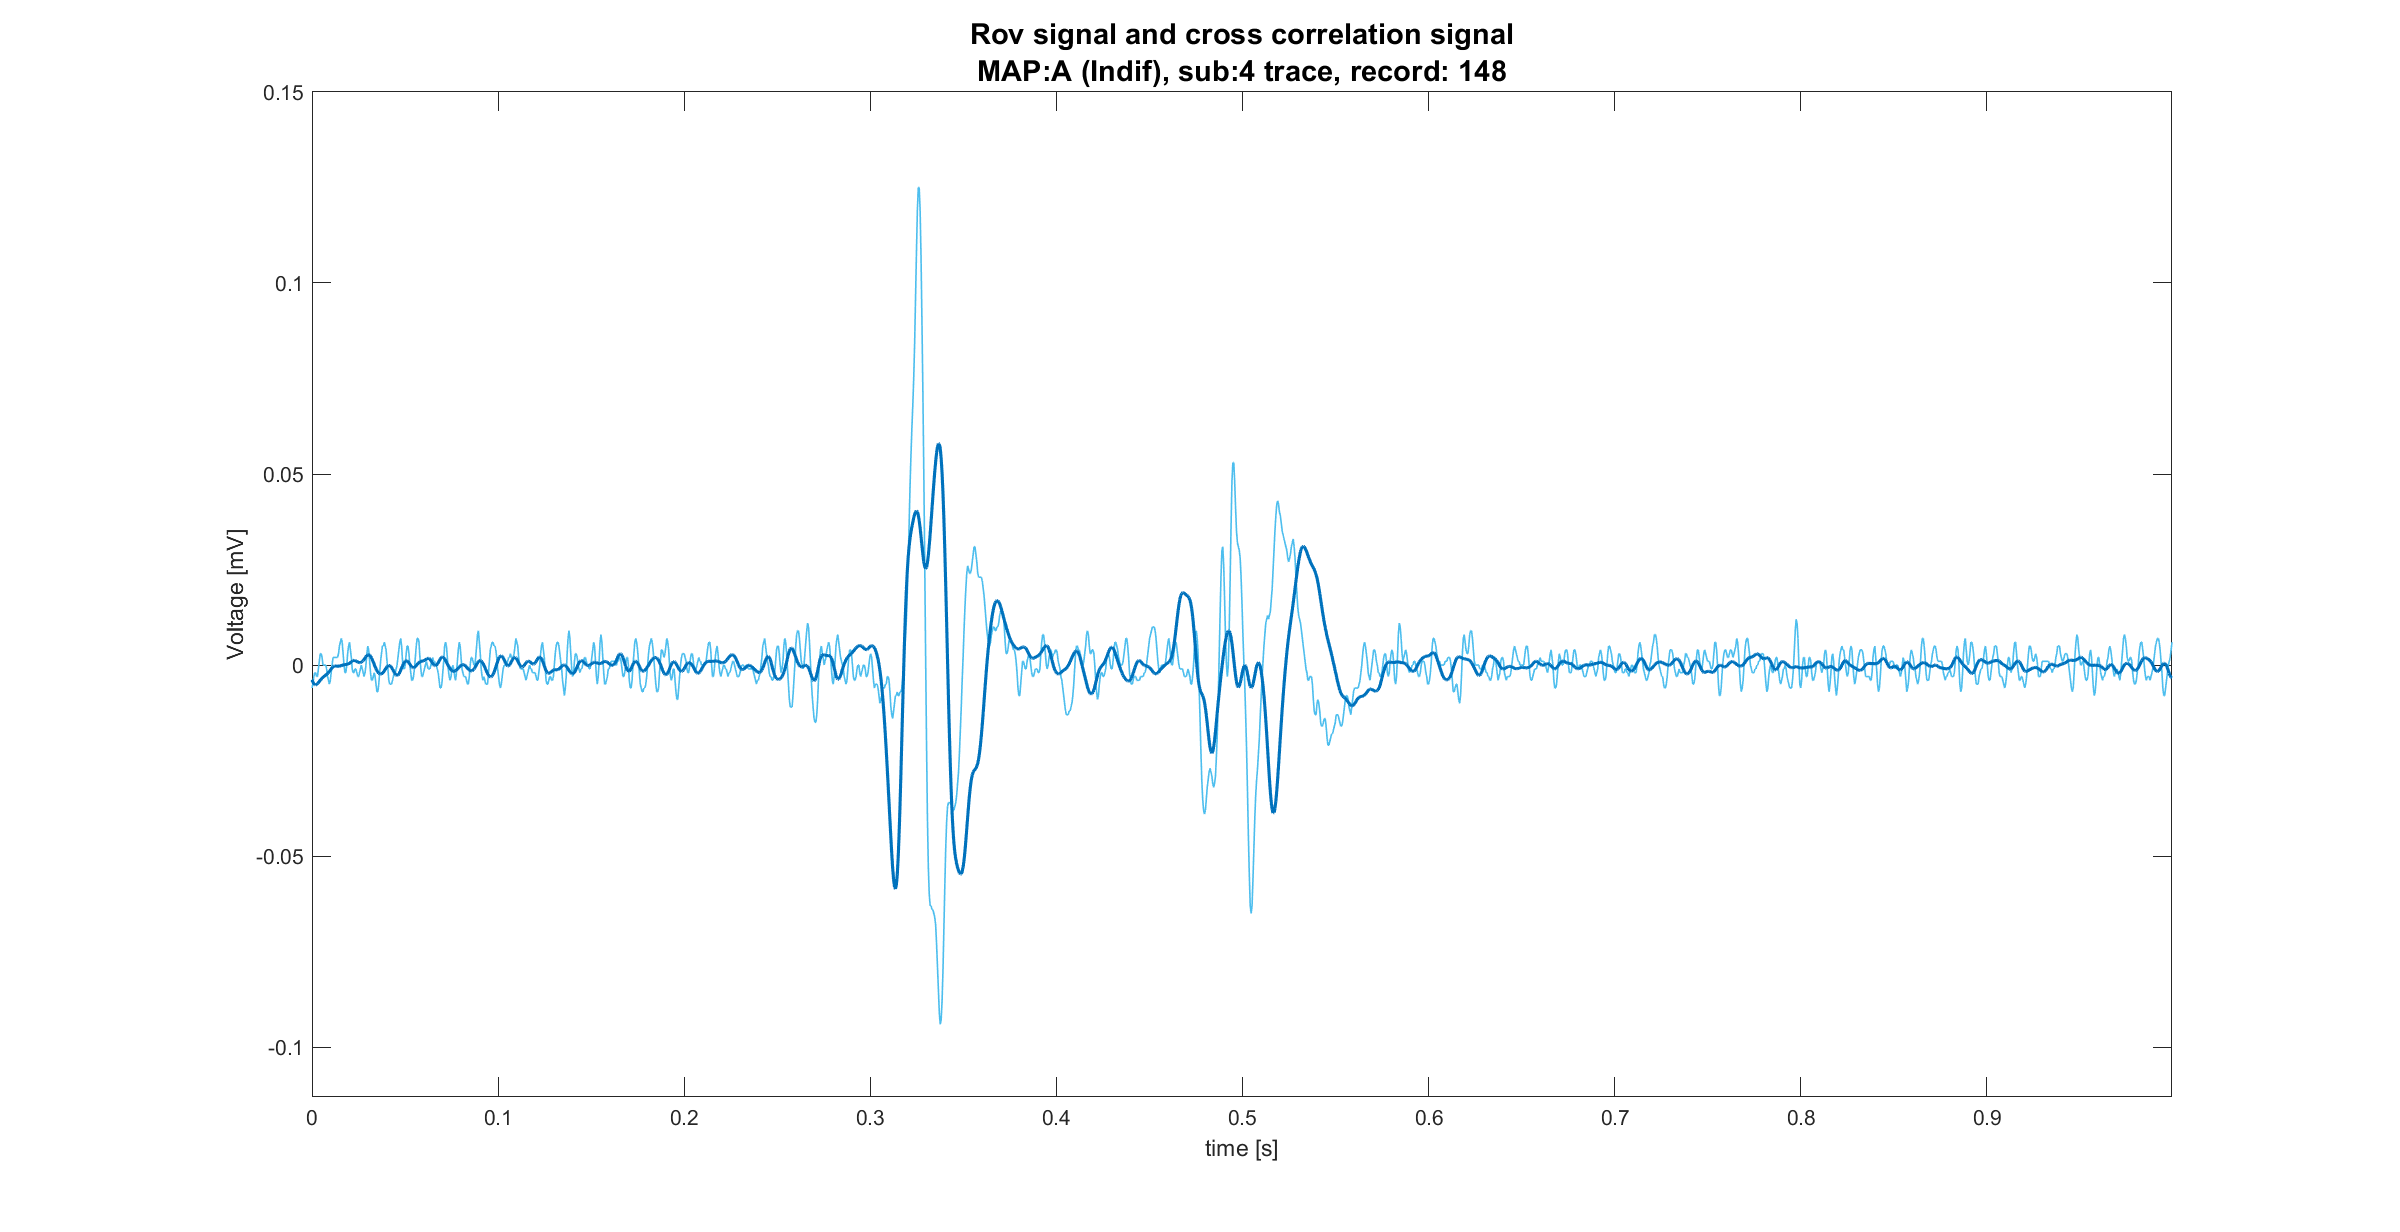 Rov signal and cross correlation signal
MAP:A (Indif), sub:4 trace, record: 148
0.15
0.1
0.05
0
-0.05
-0.1
Voltage [mV]
0 0.1 0.2 0.3 0.4 0.5 0.6 0.7 0.8 0.9
time [s]